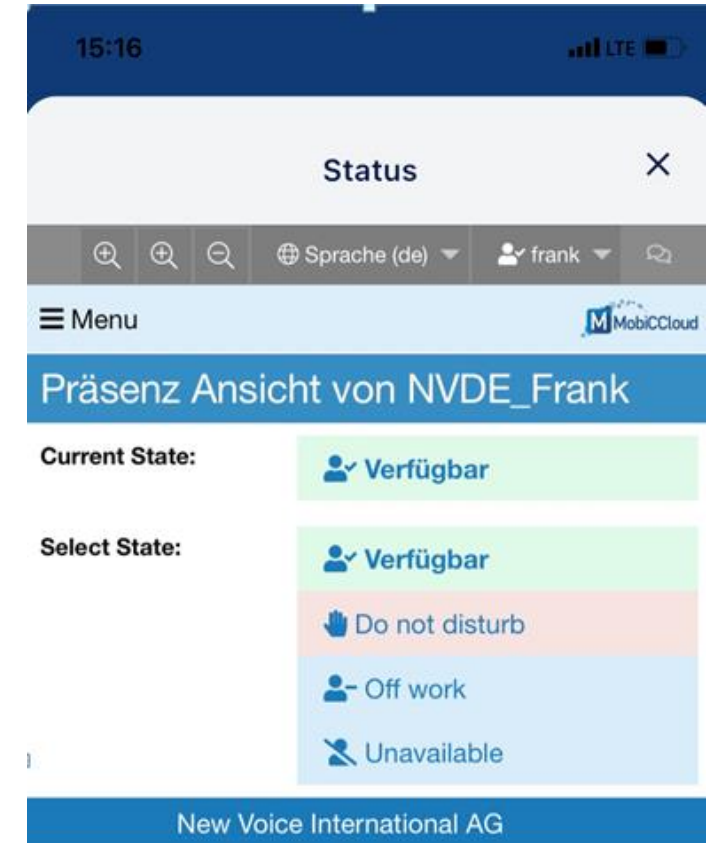 15:16 LTE
Status
Sprache (de) frank
Menu MobiCCloud
Präsenz Ansicht von NVDE_Frank
Current State: Verfügbar
Select State: Verfügbar
Do not disturb
Off work
Unavailable
New Voice International AG